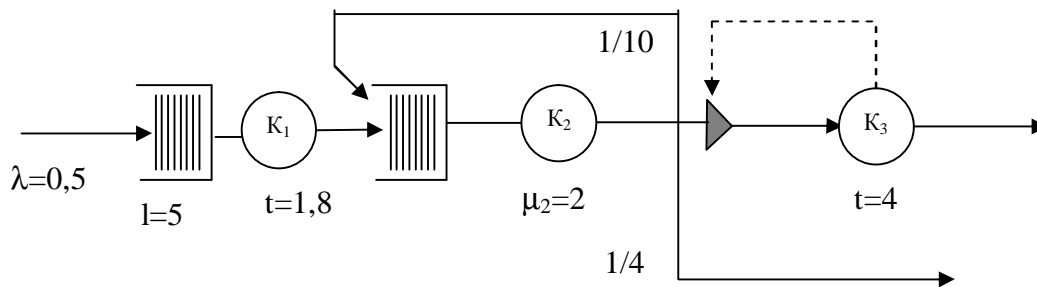 1/10
К₁
К₂
К₃
λ=0,5
l=5
t=1,8
μ₂=2
t=4
1/4